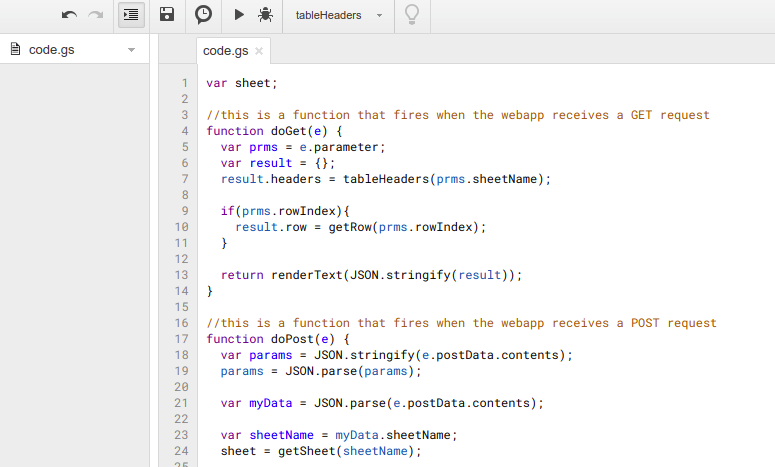 tableHeaders
code.gs
code.gs ×
1 var sheet;
2
3 //this is a function that fires when the webapp receives a GET request
4 function doGet(e) {
5   var prms = e.parameter;
6   var result = {};
7   result.headers = tableHeaders(prms.sheetName);
8
9   if(prms.rowIndex){
10     result.row = getRow(prms.rowIndex);
11   }
12
13   return renderText(JSON.stringify(result));
14 }
15
16 //this is a function that fires when the webapp receives a POST request
17 function doPost(e) {
18   var params = JSON.stringify(e.postData.contents);
19   params = JSON.parse(params);
20
21   var myData = JSON.parse(e.postData.contents);
22
23   var sheetName = myData.sheetName;
24   sheet = getSheet(sheetName);
25